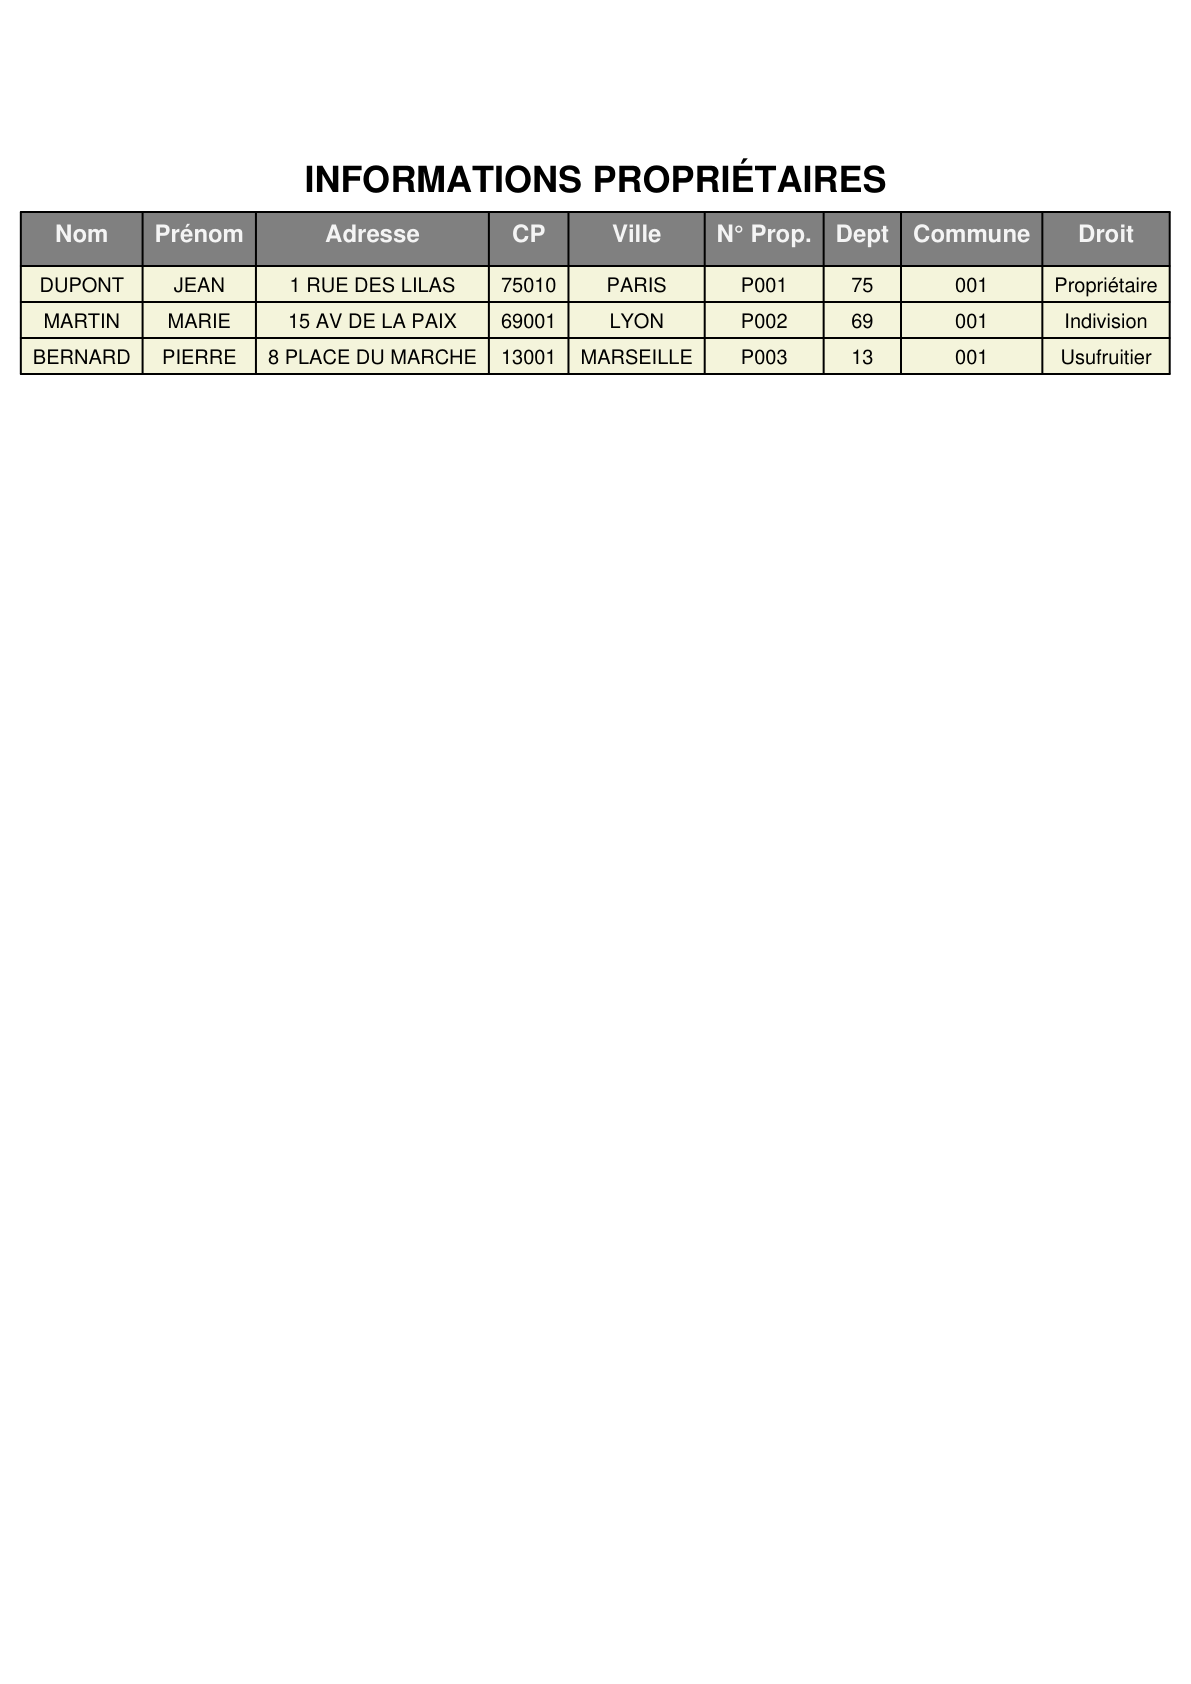 INFORMATIONS PROPRIÉTAIRES
Nom Prénom Adresse CP Ville N° Prop. Dept Commune Droit
DUPONT JEAN 1 RUE DES LILAS 75010 PARIS P001 75 001 Propriétaire
MARTIN MARIE 15 AV DE LA PAIX 69001 LYON P002 69 001 Indivision
BERNARD PIERRE 8 PLACE DU MARCHE 13001 MARSEILLE P003 13 001 Usufruitier